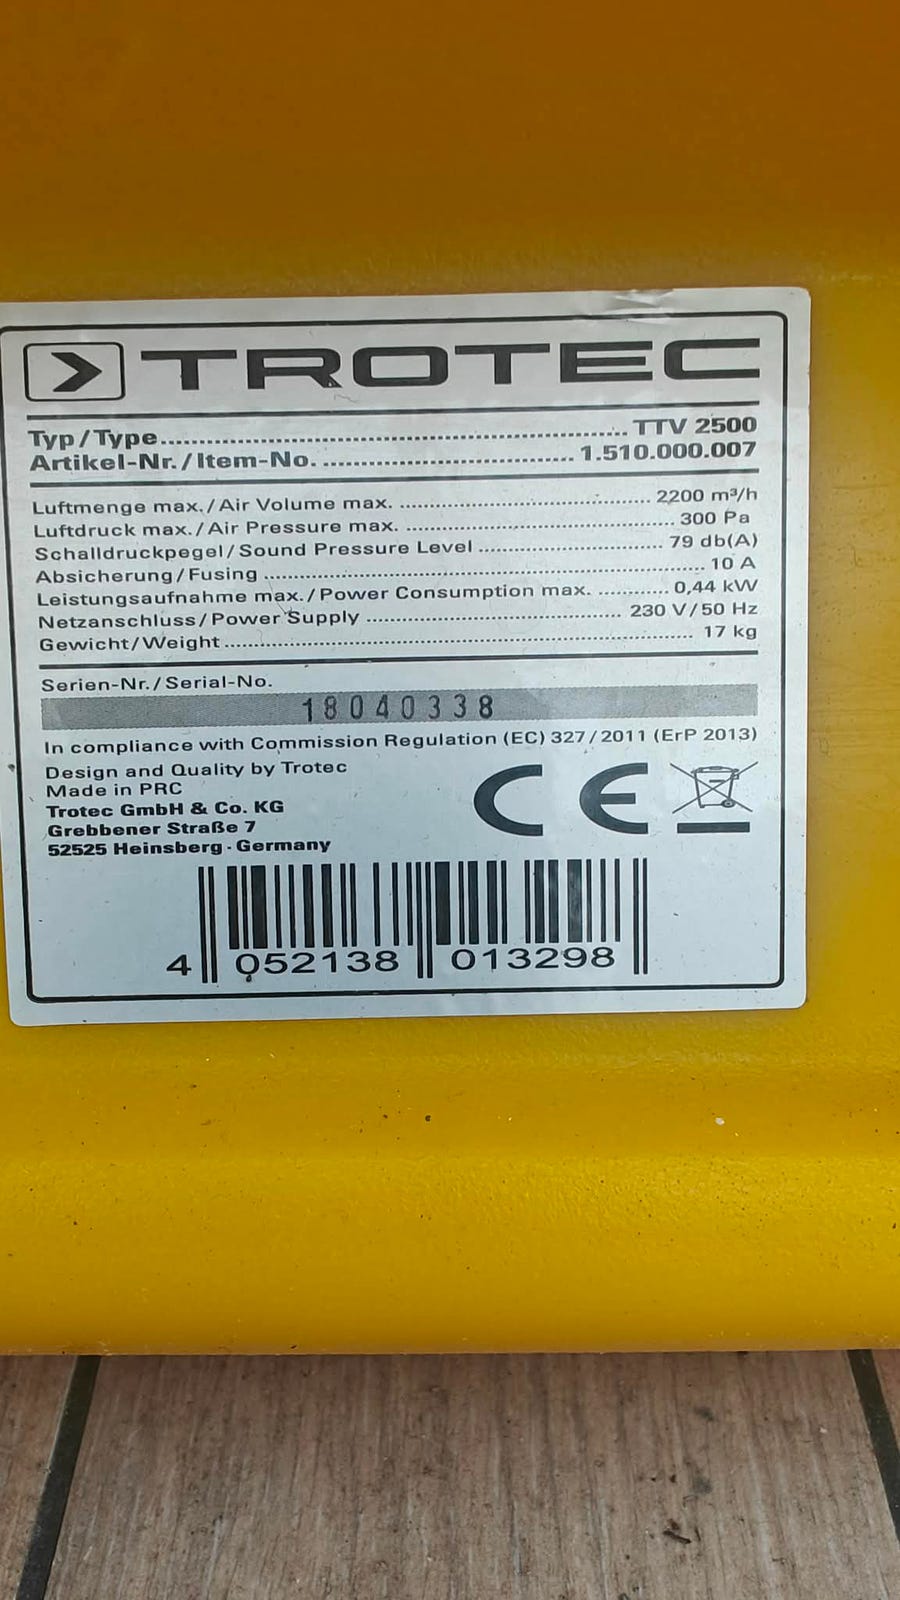 TROTEC
Typ/Type.......... TTV 2500
Artikel-Nr./Item-No. .......... 1.510.000.007
Luftmenge max./Air Volume max. .......... 2200 m³/h
Luftdruck max./Air Pressure max. .......... 300 Pa
Schalldruckpegel/Sound Pressure Level .......... 79 db(A)
Absicherung/Fusing .......... 10 A
Leistungsaufnahme max./Power Consumption max. .......... 0,44 kW
Netzanschluss/Power Supply .......... 230 V/50 Hz
Gewicht/Weight .......... 17 kg
Serien-Nr./Serial-No.
18040338
In compliance with Commission Regulation (EC) 327/2011 (ErP 2013)
Design and Quality by Trotec
Made in PRC
Trotec GmbH & Co. KG
Grebbener Straße 7
52525 Heinsberg - Germany
CE
4 052138 013298